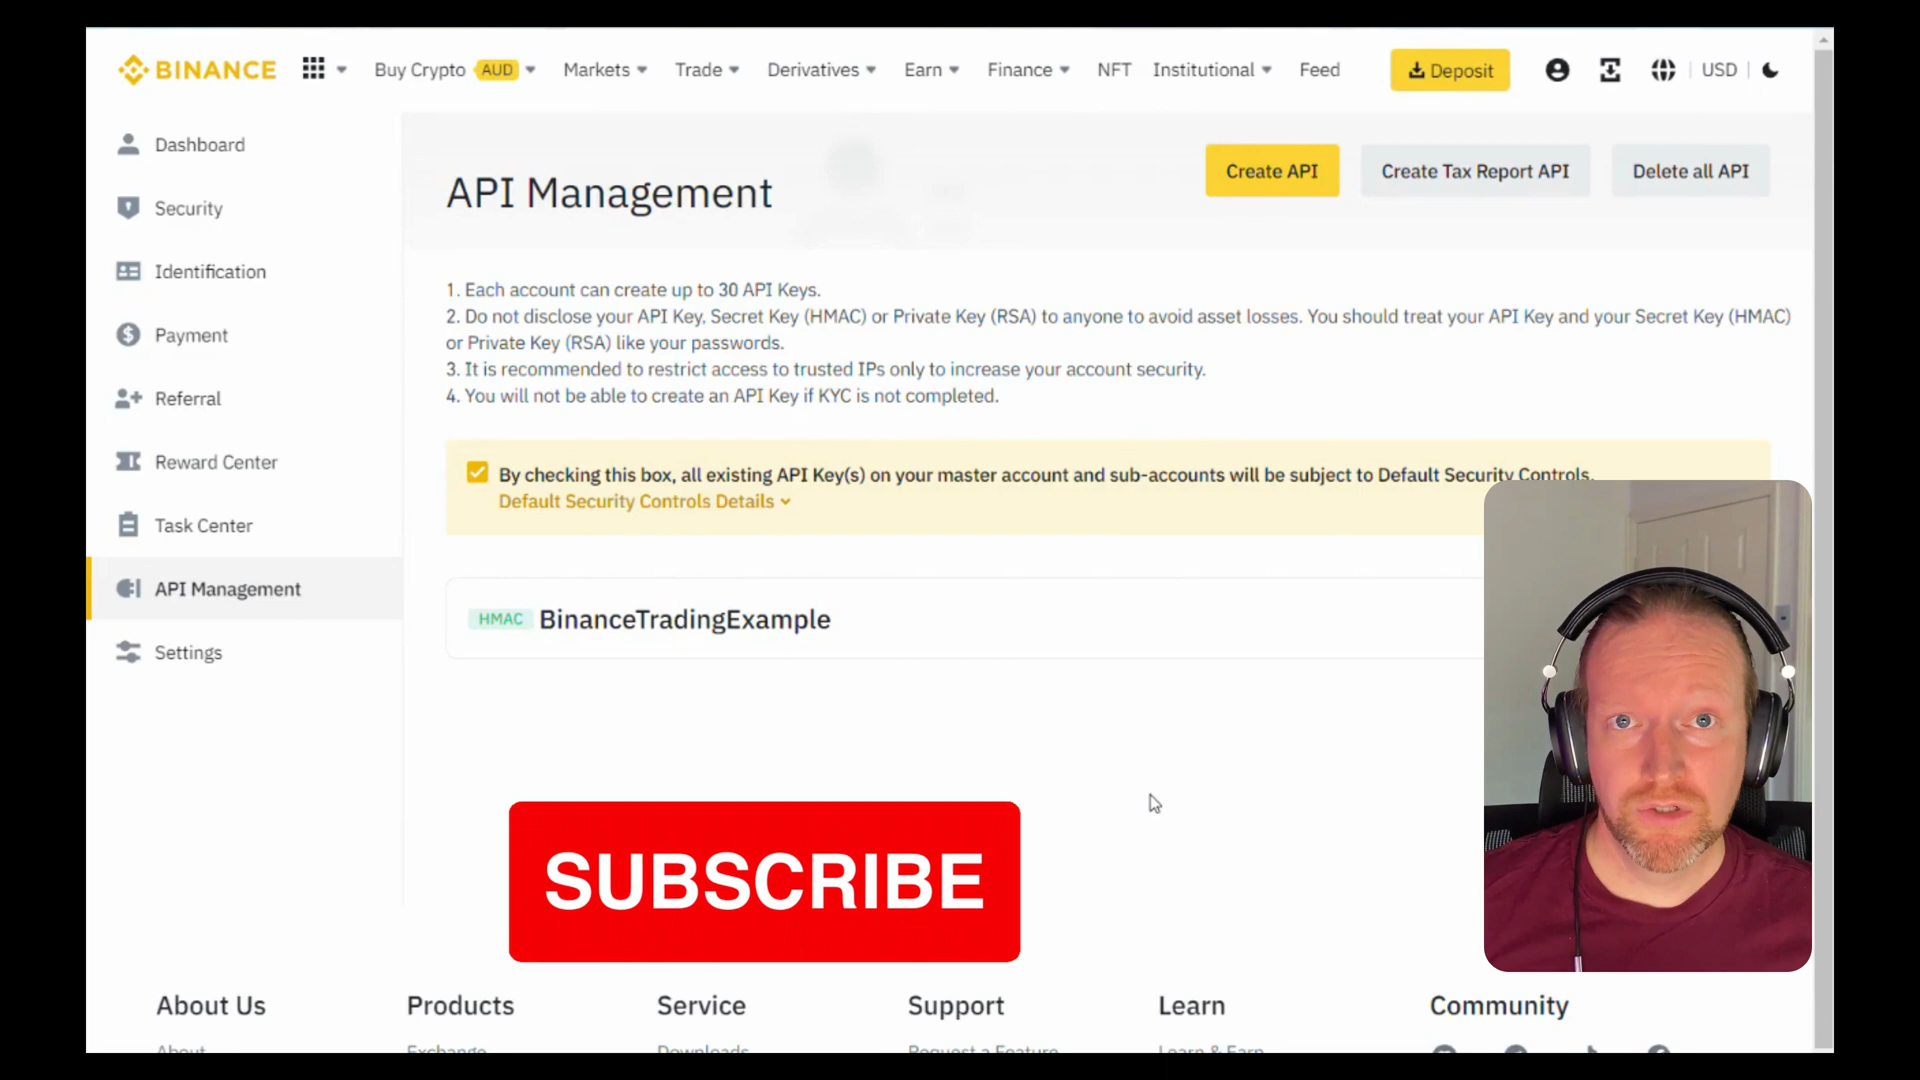 BINANCE
Buy Crypto AUD
Markets
Trade
Derivatives
Earn
Finance
NFT
Institutional
Feed
Deposit
USD
Dashboard
Security
Identification
Payment
Referral
Reward Center
Task Center
API Management
Settings
API Management
Create API
Create Tax Report API
Delete all API
1. Each account can create up to 30 API Keys.
2. Do not disclose your API Key, Secret Key (HMAC) or Private Key (RSA) to anyone to avoid asset losses. You should treat your API Key and your Secret Key (HMAC)
or Private Key (RSA) like your passwords.
3. It is recommended to restrict access to trusted IPs only to increase your account security.
4. You will not be able to create an API Key if KYC is not completed.
By checking this box, all existing API Key(s) on your master account and sub-accounts will be subject to Default Security Controls.
Default Security Controls Details
HMAC BinanceTradingExample
SUBSCRIBE
About Us
Products
Service
Support
Learn
Community
About
Exchange
Downloads
Request a Feature
Learn & Earn